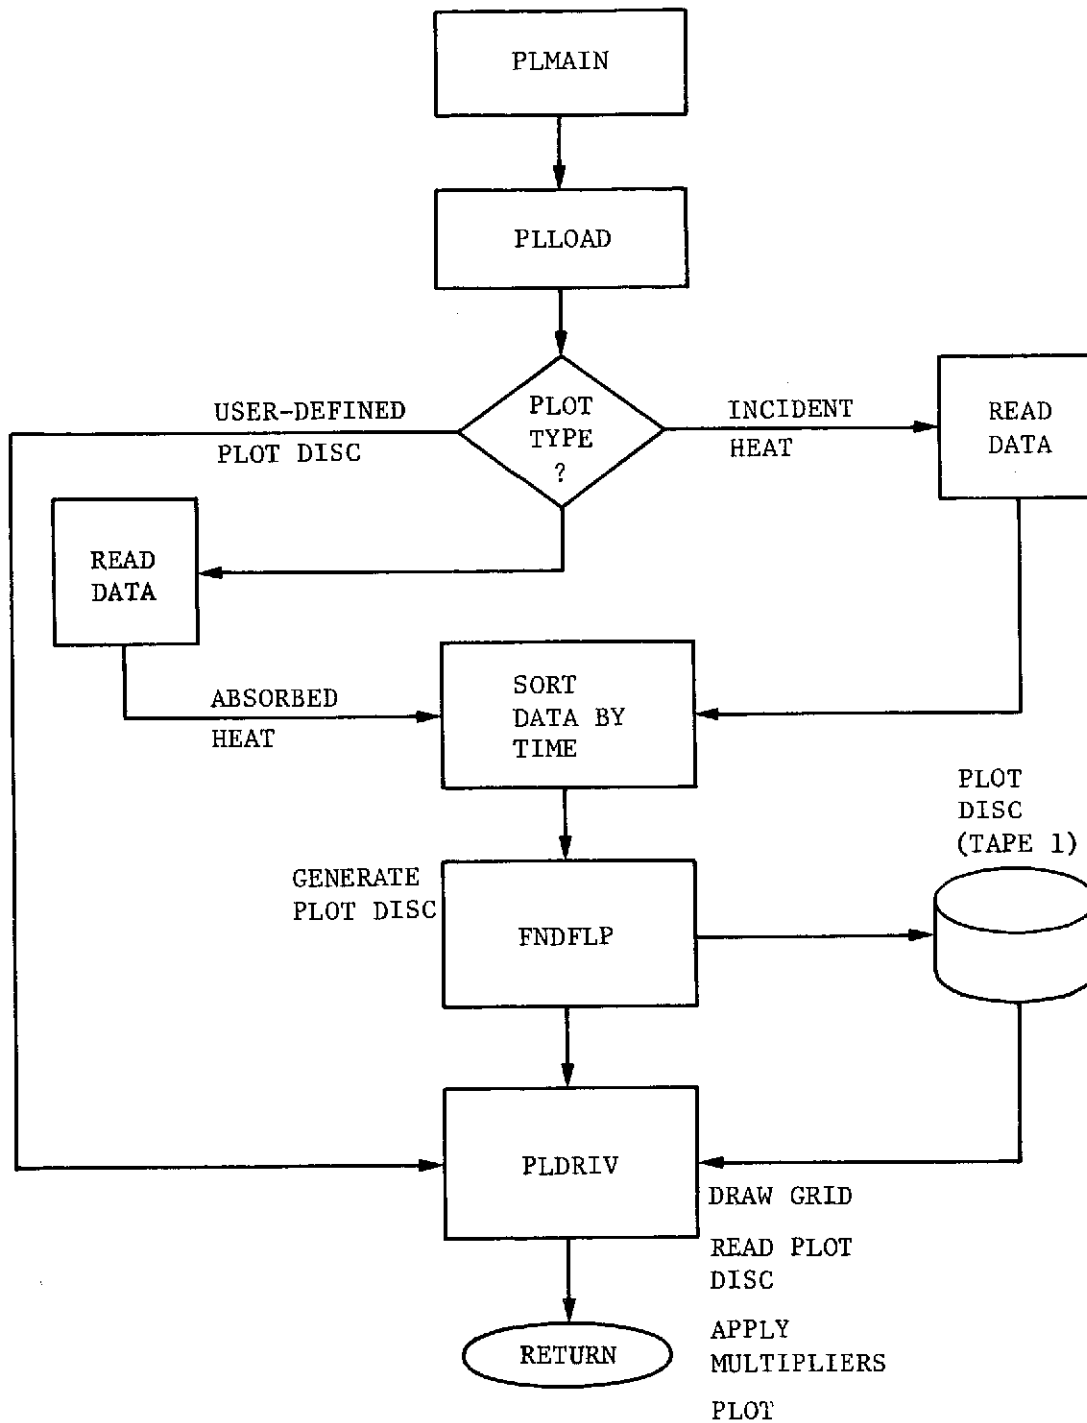 PLMAIN
PLLOAD
PLOT
TYPE
?
USER-DEFINED
PLOT DISC
INCIDENT
HEAT
READ
DATA
READ
DATA
ABSORBED
HEAT
SORT
DATA BY
TIME
PLOT
DISC
(TAPE 1)
GENERATE
PLOT DISC
FNDFLP
PLDRIV
DRAW GRID
READ PLOT
DISC
APPLY
MULTIPLIERS
PLOT
RETURN